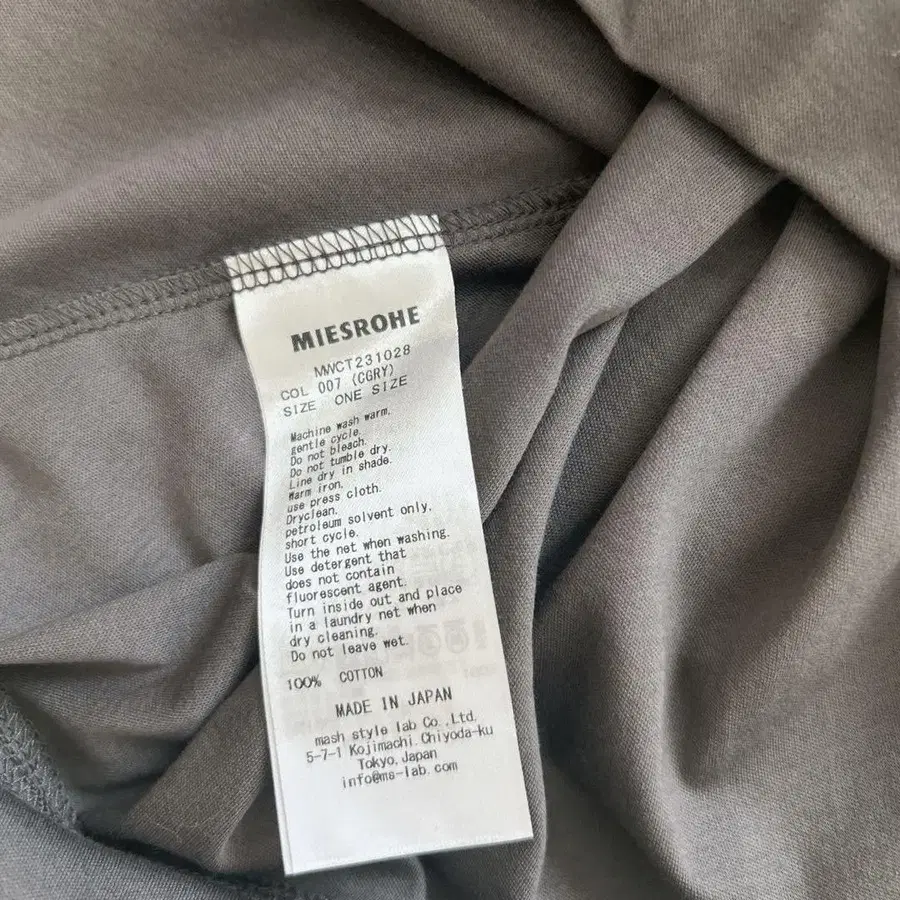 MIESROHE
MWCT231028
COL 007 (CGRY)
SIZE ONE SIZE
Machine wash warm,
gentle cycle.
Do not bleach.
Do not tumble dry.
Line dry in shade.
Warm iron,
use press cloth.
Dryclean,
petroleum solvent only,
short cycle.
Use the net when washing.
Use detergent that
does not contain
fluorescent agent.
Turn inside out and place
in a laundry net when
dry cleaning.
Do not leave wet.
100% COTTON
MADE IN JAPAN
mash style lab Co.,Ltd.
5-7-1 Kojimachi.Chiyoda-ku
Tokyo,Japan
info@ms-lab.com